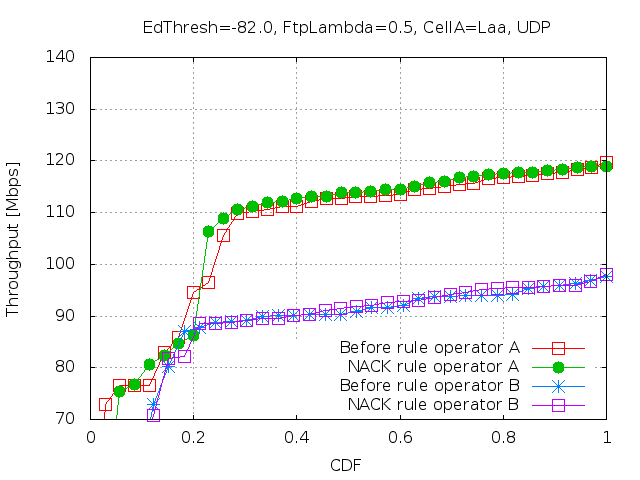 EdThresh=-82.0, FtpLambda=0.5, CellA=Laa, UDP
140
130
120
110
100
90
80
70
Throughput [Mbps]
Before rule operator A
NACK rule operator A
Before rule operator B
NACK rule operator B
0 0.2 0.4 0.6 0.8 1
CDF